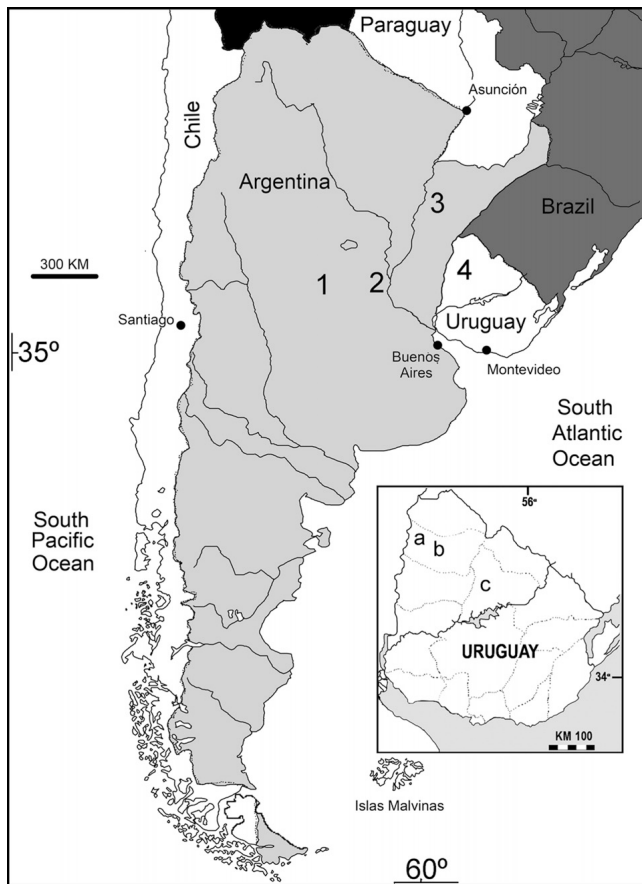 Paraguay
Asunción
Chile
Argentina
3
Brazil
300 KM
1
2
4
Santiago
Uruguay
35º
Buenos
Aires
Montevideo
South
Atlantic
Ocean
South
Pacific
Ocean
56º
a
b
c
URUGUAY
34º
KM 100
Islas Malvinas
60º